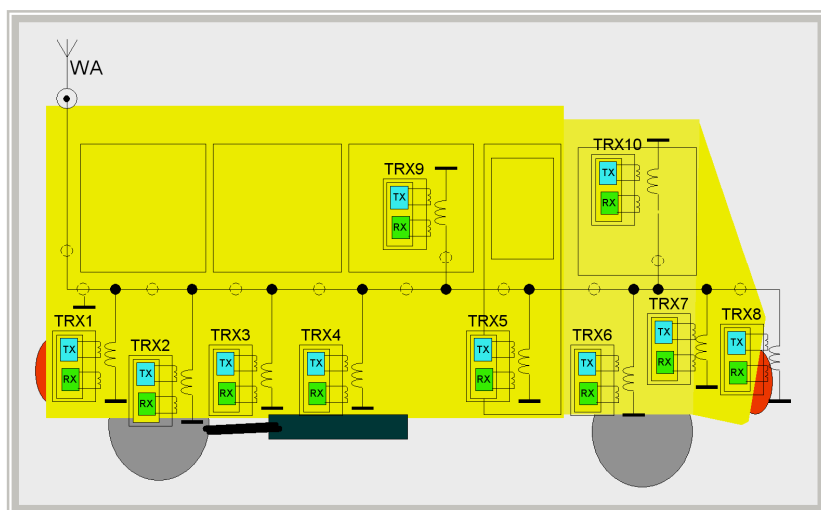 WA
TRX10
TX
RX
TRX9
TX
RX
TRX1
TX
RX
TRX2
TX
RX
TRX3
TX
RX
TRX4
TX
RX
TRX5
TX
RX
TRX6
TX
RX
TRX7
TX
RX
TRX8
TX
RX